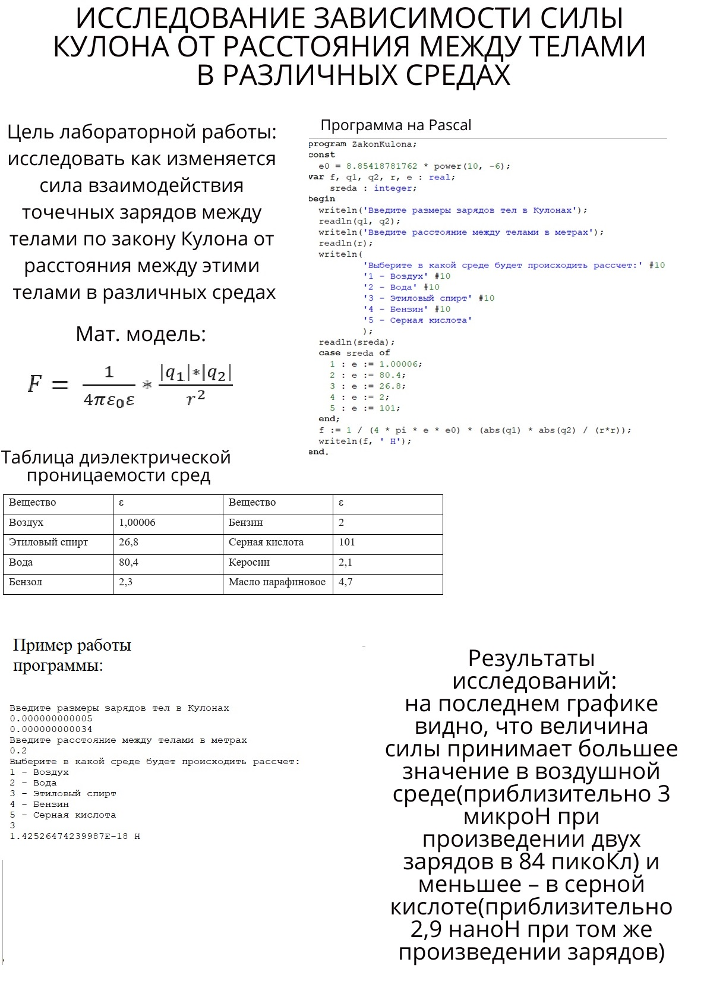 ИССЛЕДОВАНИЕ ЗАВИСИМОСТИ СИЛЫ
КУЛОНА ОТ РАССТОЯНИЯ МЕЖДУ ТЕЛАМИ
В РАЗЛИЧНЫХ СРЕДАХ
Цель лабораторной работы:
исследовать как изменяется
сила взаимодействия
точечных зарядов между
телами по закону Кулона от
расстояния между этими
телами в различных средах
Мат. модель:
F = 1/(4πε₀ε) * |q₁|*|q₂|/r²
Программа на Pascal
program ZakonKulona;
const
e0 = 8.85418781762 * power(10, -6);
var f, q1, q2, r, e : real;
sreda : integer;
begin
writeln('Введите размеры зарядов тел в Кулонах');
readln(q1, q2);
writeln('Введите расстояние между телами в метрах');
readln(r);
writeln(
'Выберите в какой среде будет происходить рассчет:' #10
'1 - Воздух' #10
'2 - Вода' #10
'3 - Этиловый спирт' #10
'4 - Бензин' #10
'5 - Серная кислота'
);
readln(sreda);
case sreda of
1 : e := 1.00006;
2 : e := 80.4;
3 : e := 26.8;
4 : e := 2;
5 : e := 101;
end;
f := 1 / (4 * pi * e * e0) * (abs(q1) * abs(q2) / (r*r));
writeln(f, ' Н');
end.
Таблица диэлектрической
проницаемости сред
Вещество ε Вещество ε
Воздух 1,00006 Бензин 2
Этиловый спирт 26,8 Серная кислота 101
Вода 80,4 Керосин 2,1
Бензол 2,3 Масло парафиновое 4,7
Пример работы
программы:
Введите размеры зарядов тел в Кулонах
0.000000000005
0.000000000034
Введите расстояние между телами в метрах
0.2
Выберите в какой среде будет происходить рассчет:
1 - Воздух
2 - Вода
3 - Этиловый спирт
4 - Бензин
5 - Серная кислота
3
1.42526474239987E-18 Н
Результаты
исследований:
на последнем графике
видно, что величина
силы принимает большее
значение в воздушной
среде(приблизительно 3
микроН при
произведении двух
зарядов в 84 пикоКл) и
меньшее – в серной
кислоте(приблизительно
2,9 наноН при том же
произведении зарядов)